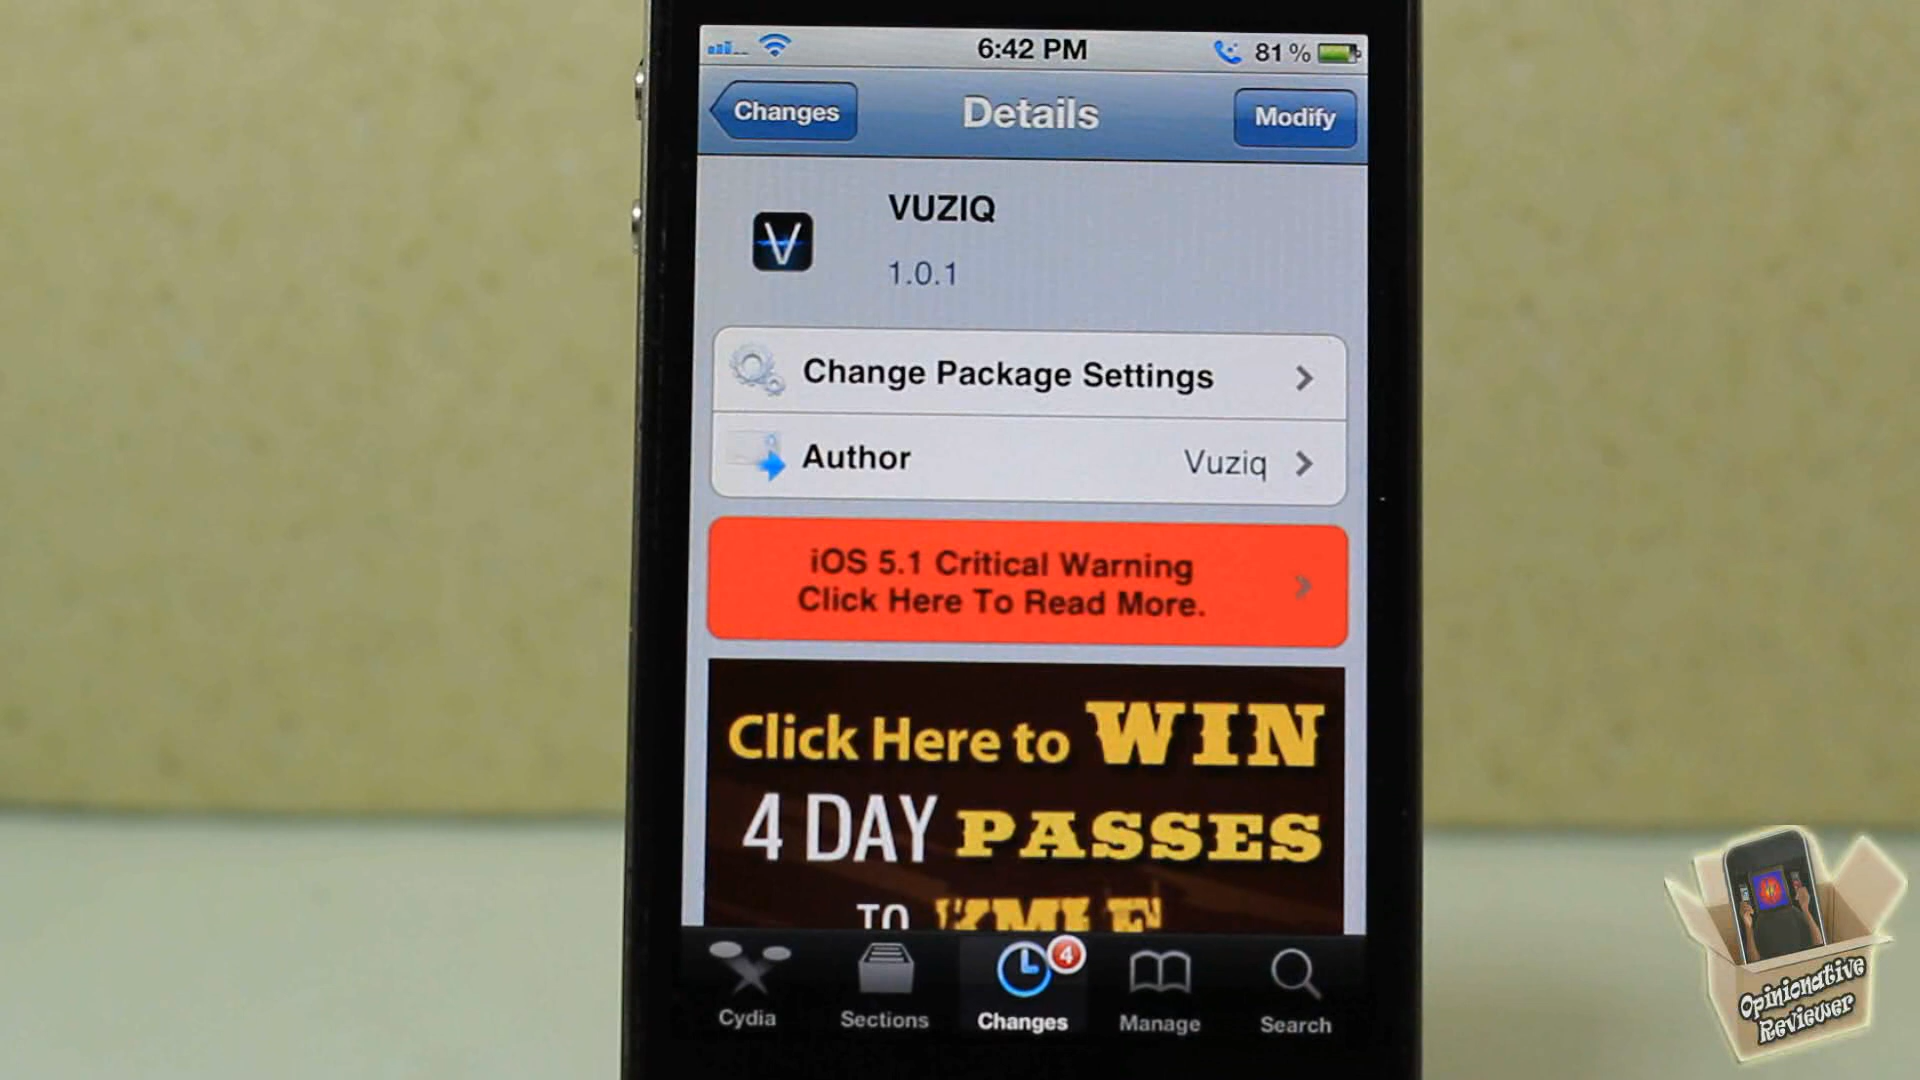 6:42 PM
81 %
Changes
Details
Modify
V
VUZIQ
1.0.1
Change Package Settings
Author
Vuziq
iOS 5.1 Critical Warning
Click Here To Read More.
Click Here to WIN
4 DAY PASSES
TO
4
Cydia
Sections
Changes
Manage
Search
Opinionative
Reviewer